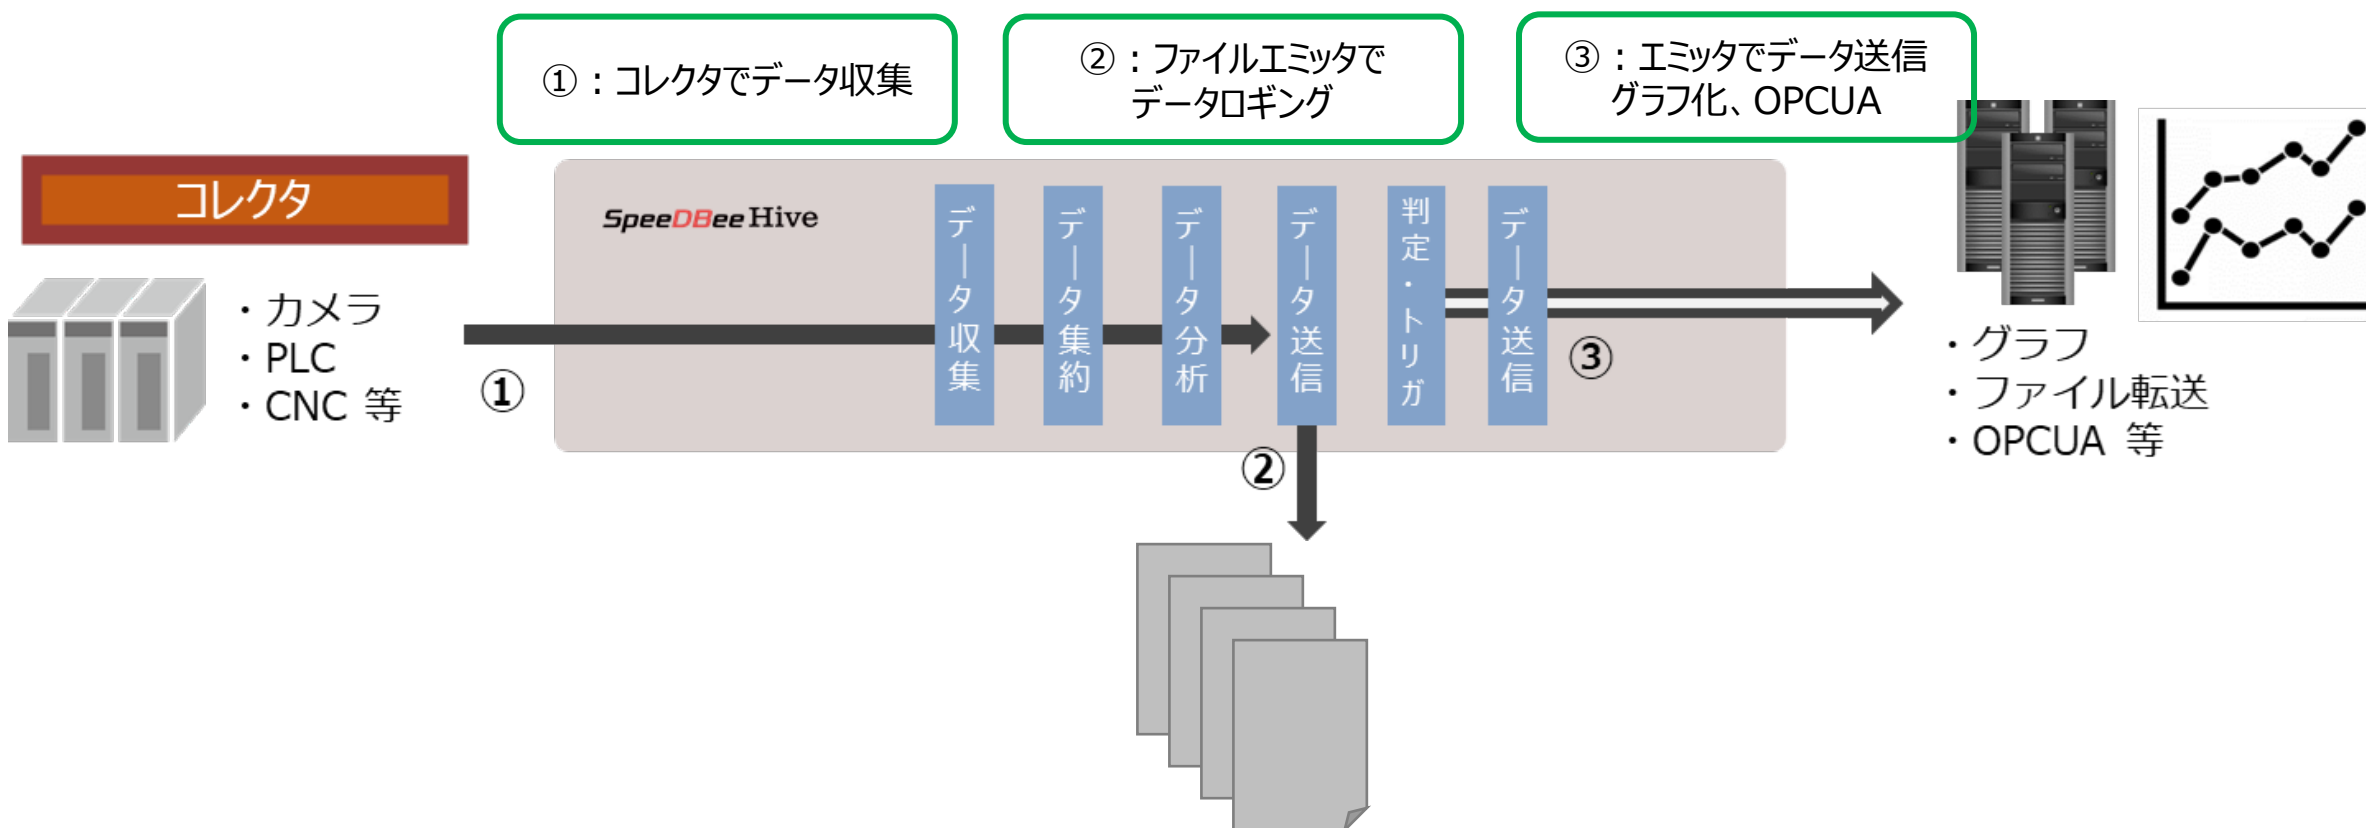 ①：コレクタでデータ収集
②：ファイルエミッタで
データロギング
③：エミッタでデータ送信
グラフ化、OPCUA
コレクタ
・カメラ
・PLC
・CNC 等
SpeeDBee Hive
データ収集
データ集約
データ分析
データ送信
判定・トリガ
データ送信
①
②
③
・グラフ
・ファイル転送
・OPCUA 等